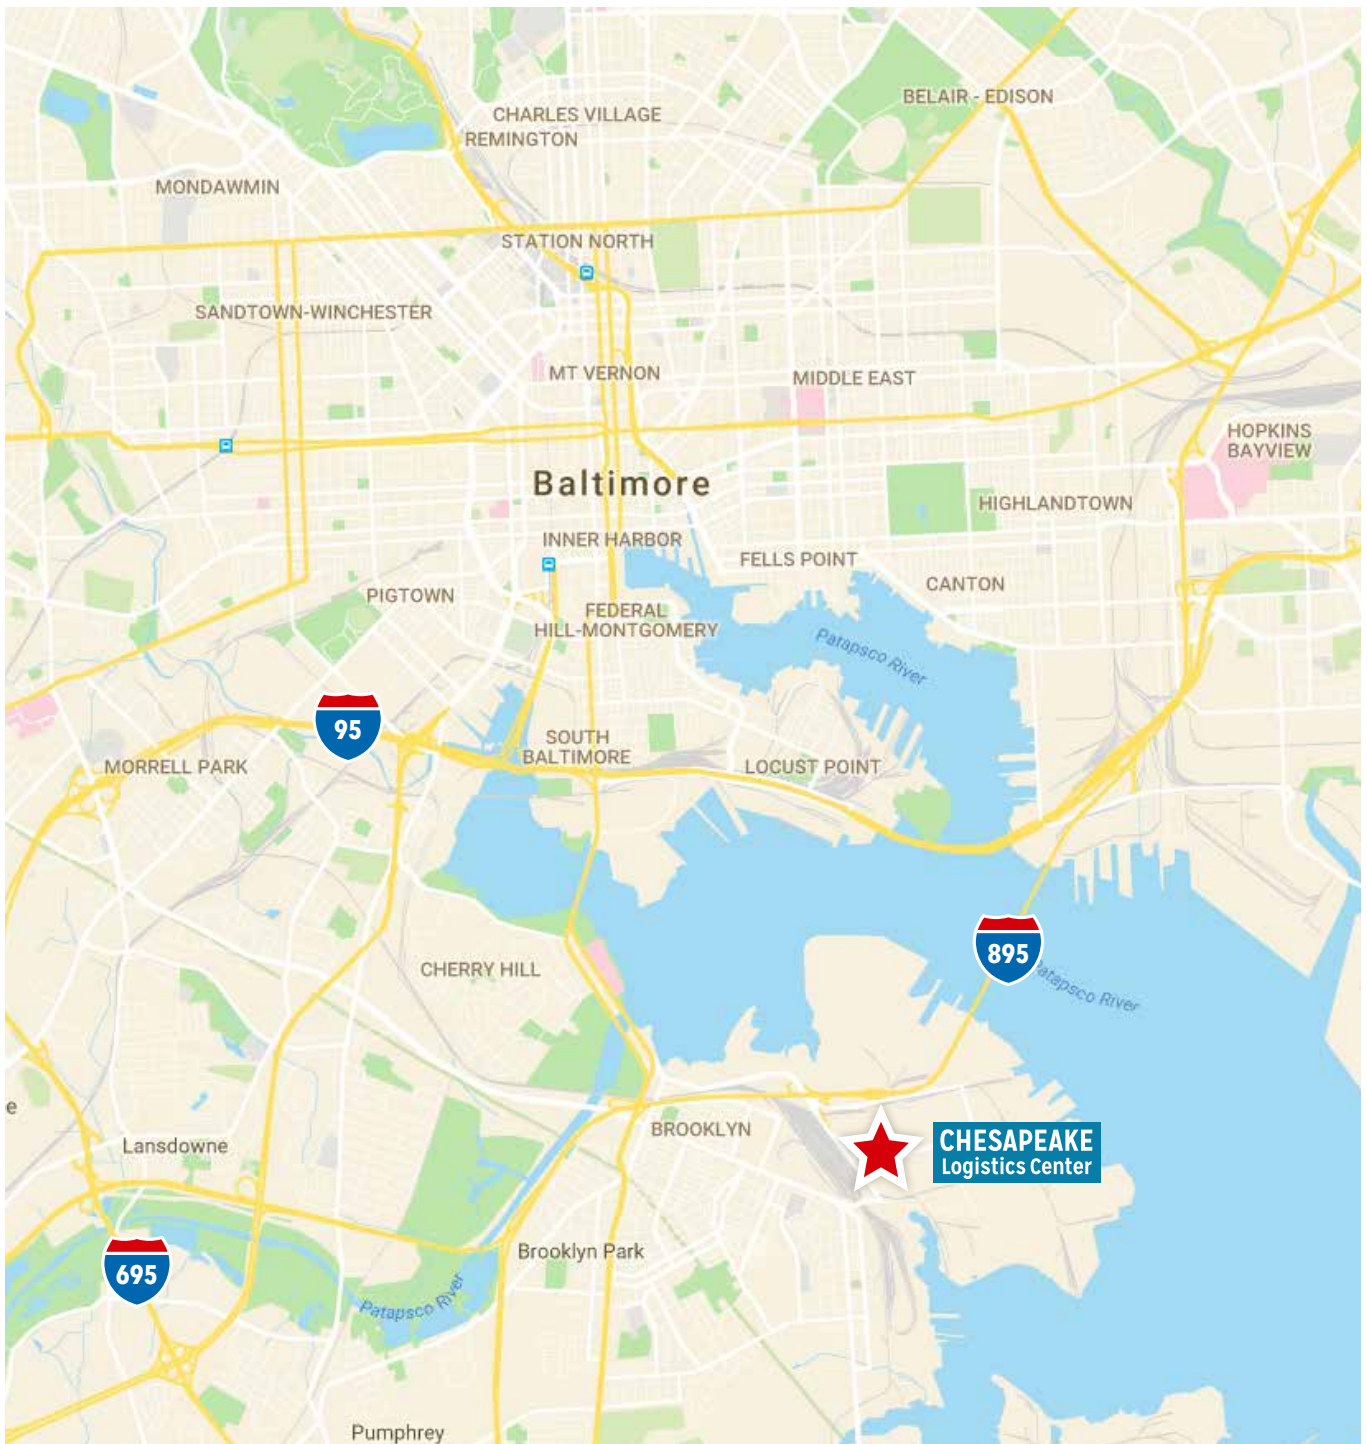 BELAIR - EDISON
CHARLES VILLAGE
REMINGTON
MONDAWMIN
STATION NORTH
SANDTOWN-WINCHESTER
MT VERNON
MIDDLE EAST
HOPKINS
BAYVIEW
Baltimore
HIGHLANDTOWN
INNER HARBOR
FELLS POINT
CANTON
PIGTOWN
FEDERAL
HILL-MONTGOMERY
Patapsco River
95
SOUTH
BALTIMORE
MORRELL PARK
LOCUST POINT
895
CHERRY HILL
Patapsco River
e
BROOKLYN
Lansdowne
CHESAPEAKE
Logistics Center
Brooklyn Park
695
Patapsco River
Pumphrey